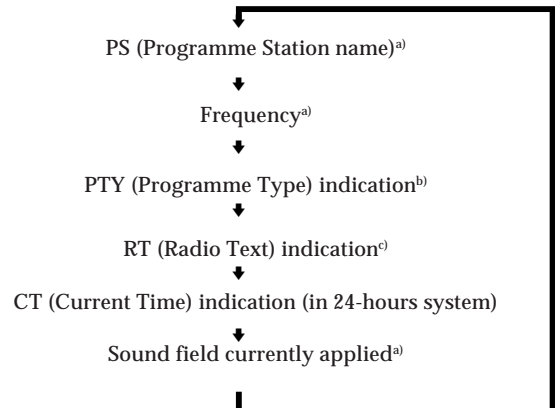 PS (Programme Station name)a)
Frequencya)
PTY (Programme Type) indicationb)
RT (Radio Text) indicationc)
CT (Current Time) indication (in 24-hours system)
Sound field currently applieda)